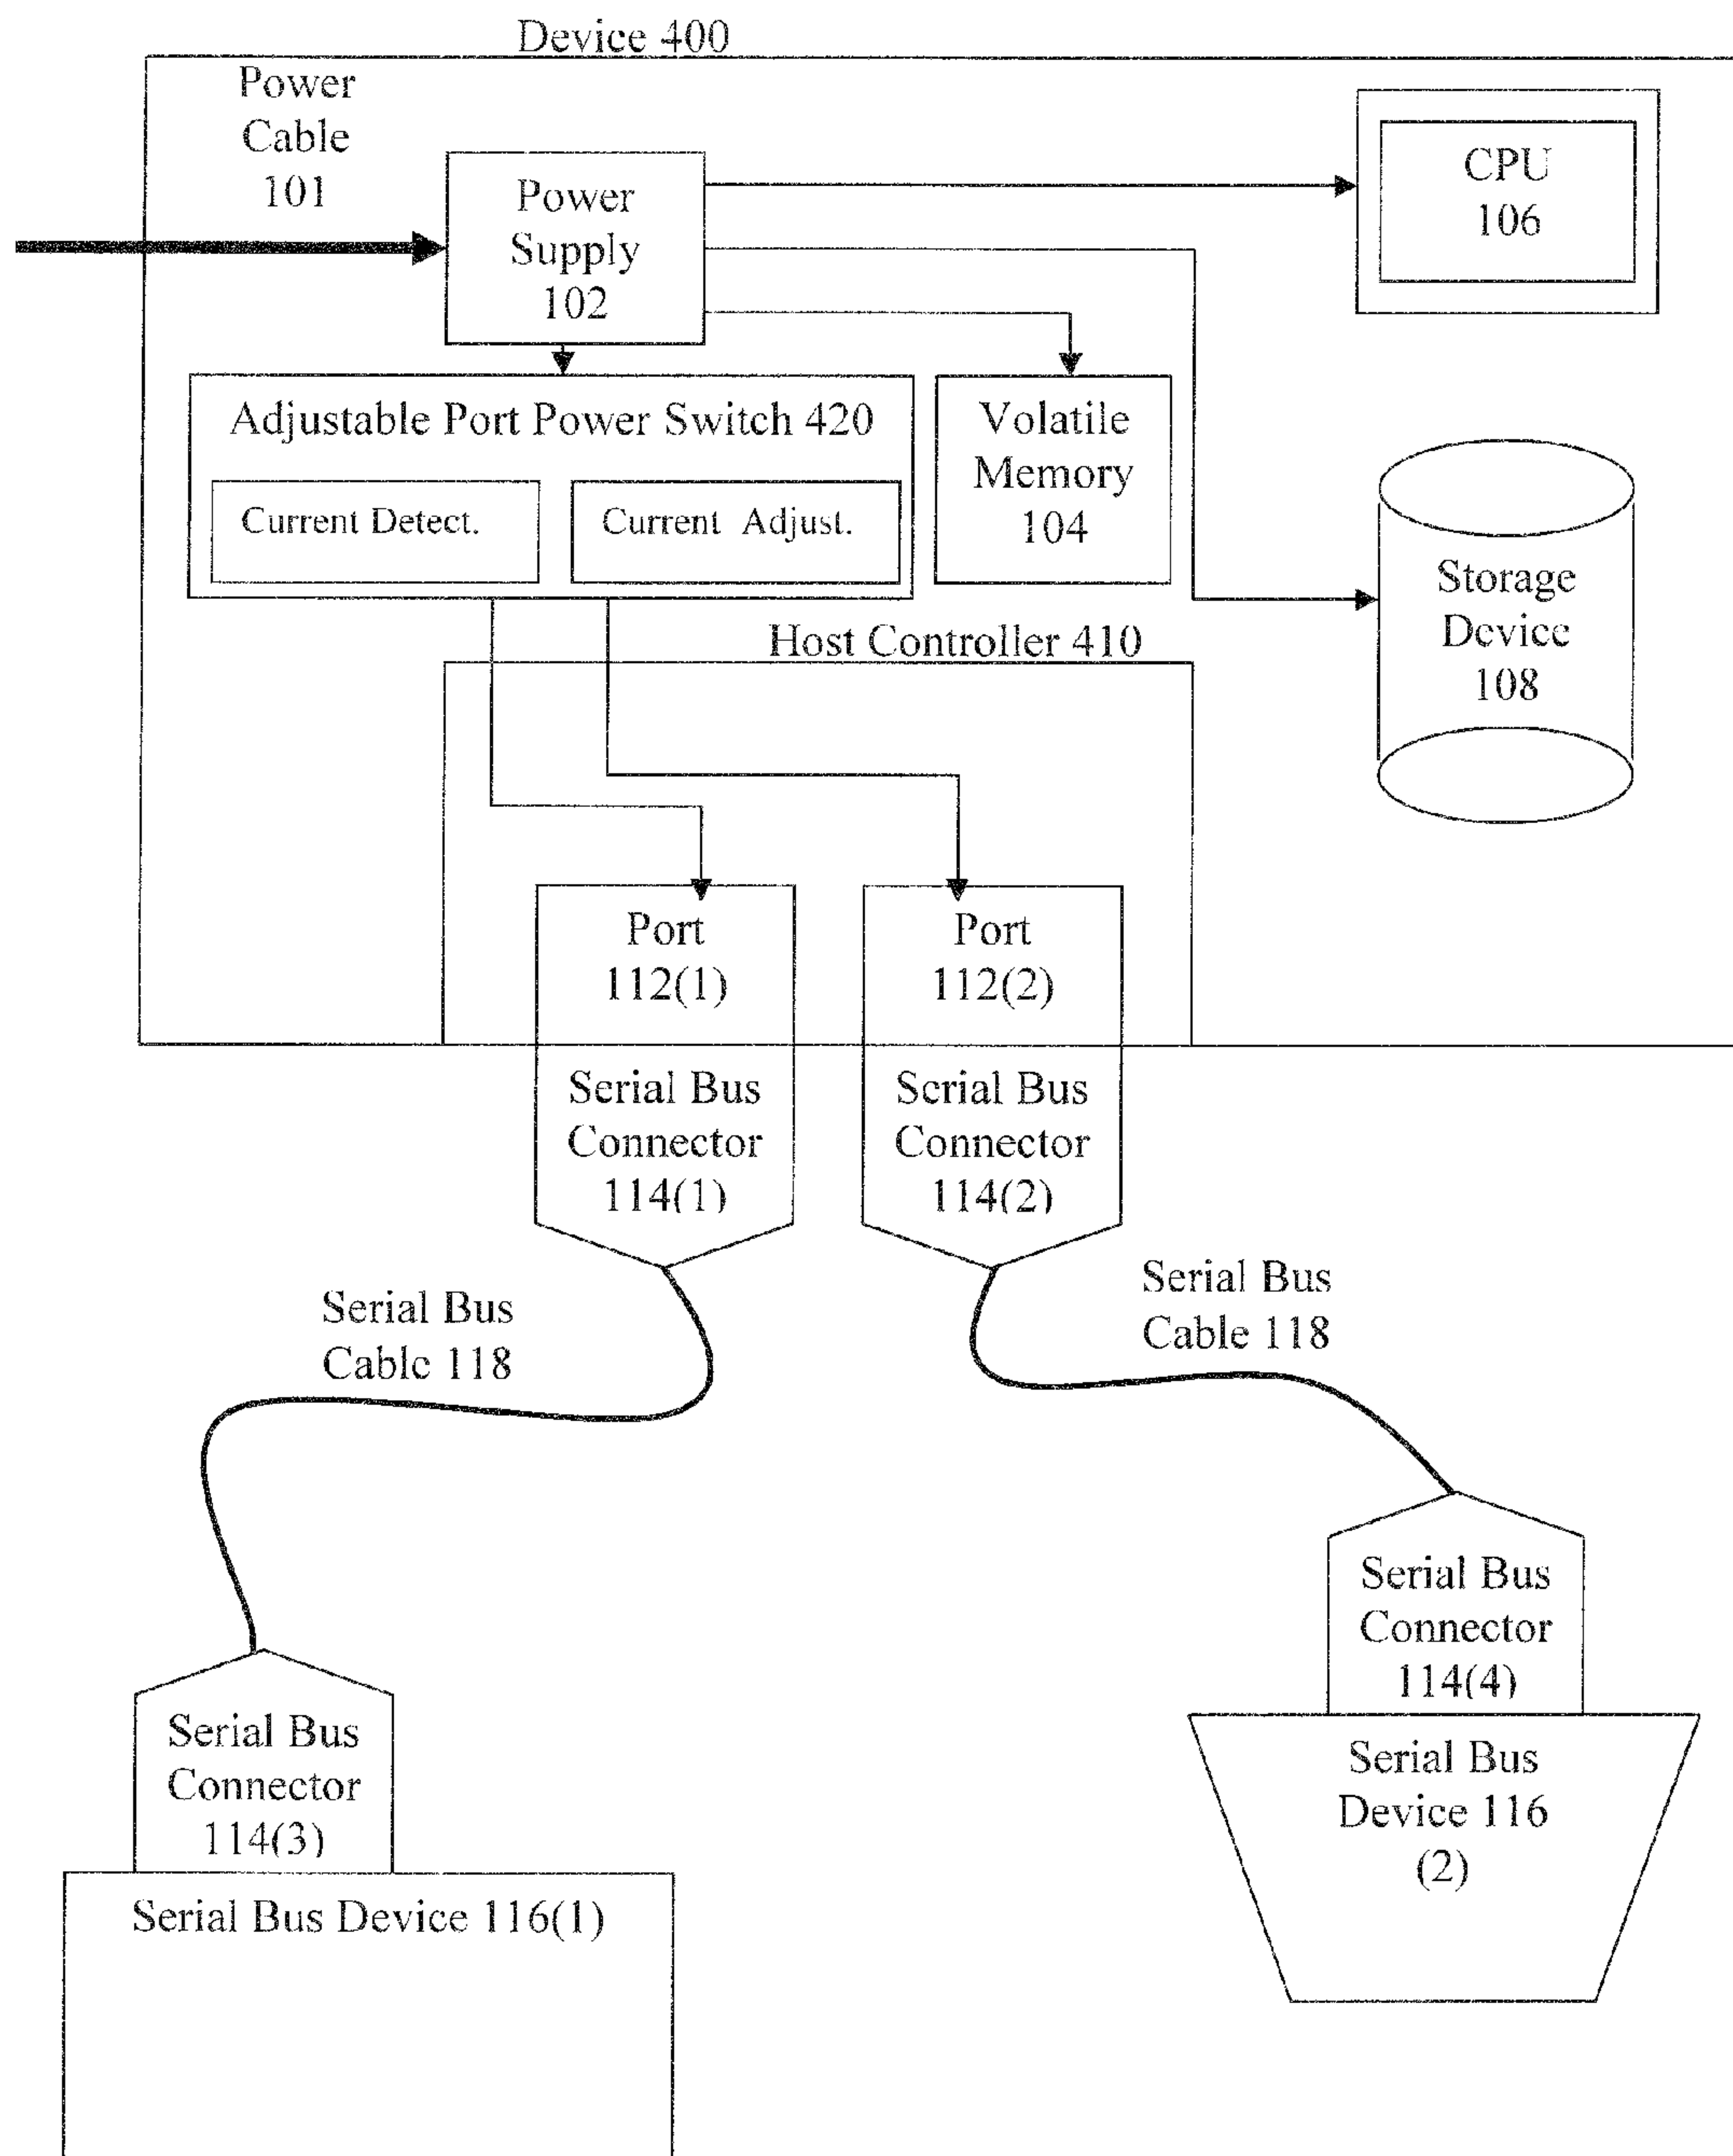 Device 400
Power
Cable
101
Power
Supply
102
CPU
106
Adjustable Port Power Switch 420
Current Detect.
Current Adjust.
Volatile
Memory
104
Storage
Device
108
Host Controller 410
Port
112(1)
Port
112(2)
Serial Bus
Connector
114(1)
Serial Bus
Connector
114(2)
Serial Bus
Cable 118
Serial Bus
Cable 118
Serial Bus
Connector
114(4)
Serial Bus
Device 116
(2)
Serial Bus
Connector
114(3)
Serial Bus Device 116(1)